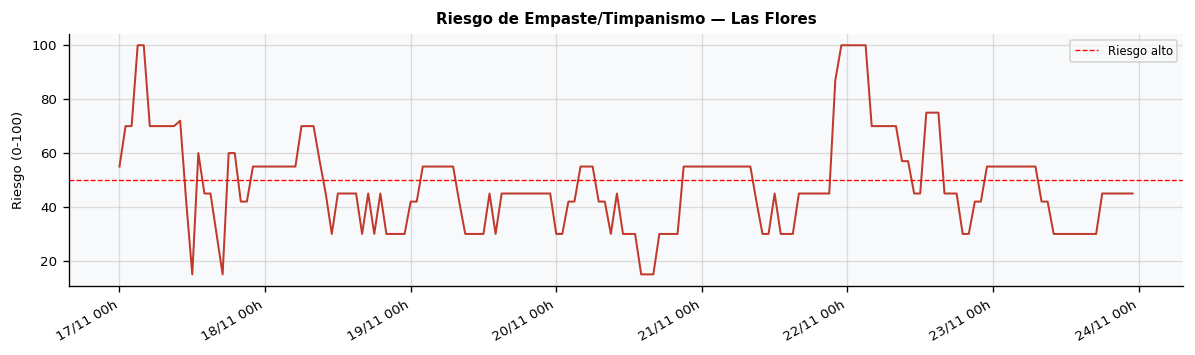 Riesgo de Empaste/Timpanismo — Las Flores
Riesgo alto
Riesgo (0-100)
100
80
60
40
20
17/11 00h
18/11 00h
19/11 00h
20/11 00h
21/11 00h
22/11 00h
23/11 00h
24/11 00h